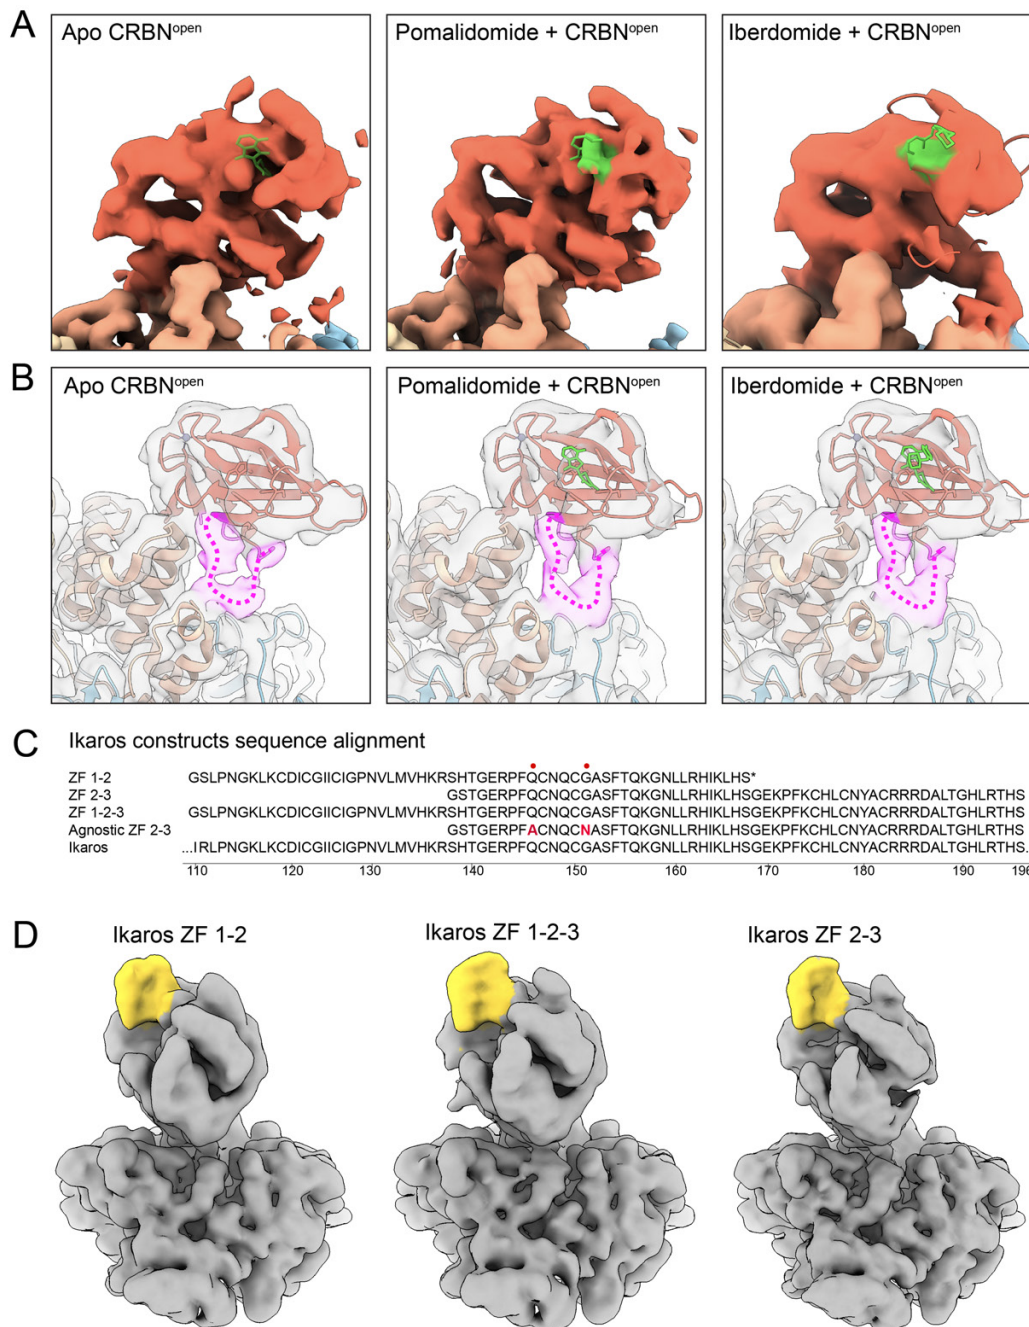 A
Apo CRBNopen
Pomalidomide + CRBNopen
Iberdomide + CRBNopen
B
Apo CRBNopen
Pomalidomide + CRBNopen
Iberdomide + CRBNopen
C Ikaros constructs sequence alignment
ZF 1-2 GSLPNGKLKCDICGIICIGPNVLMVHKRSHTGERPFQCNQCGASFTQKGNLLRHIKLHS*
ZF 2-3 GSTGERPFQCNQCGASFTQKGNLLRHIKLHSGEKPFKCHLCNYACRRRDALTGHLRTHS
ZF 1-2-3 GSLPNGKLKCDICGIICIGPNVLMVHKRSHTGERPFQCNQCGASFTQKGNLLRHIKLHSGEKPFKCHLCNYACRRRDALTGHLRTHS
Agnostic ZF 2-3 GSTGERPFACNQCNASFTQKGNLLRHIKLHSGEKPFKCHLCNYACRRRDALTGHLRTHS
Ikaros ...IRLPNGKLKCDICGIICIGPNVLMVHKRSHTGERPFQCNQCGASFTQKGNLLRHIKLHSGEKPFKCHLCNYACRRRDALTGHLRTHS..
110 120 130 140 150 160 170 180 190 196
D
Ikaros ZF 1-2
Ikaros ZF 1-2-3
Ikaros ZF 2-3